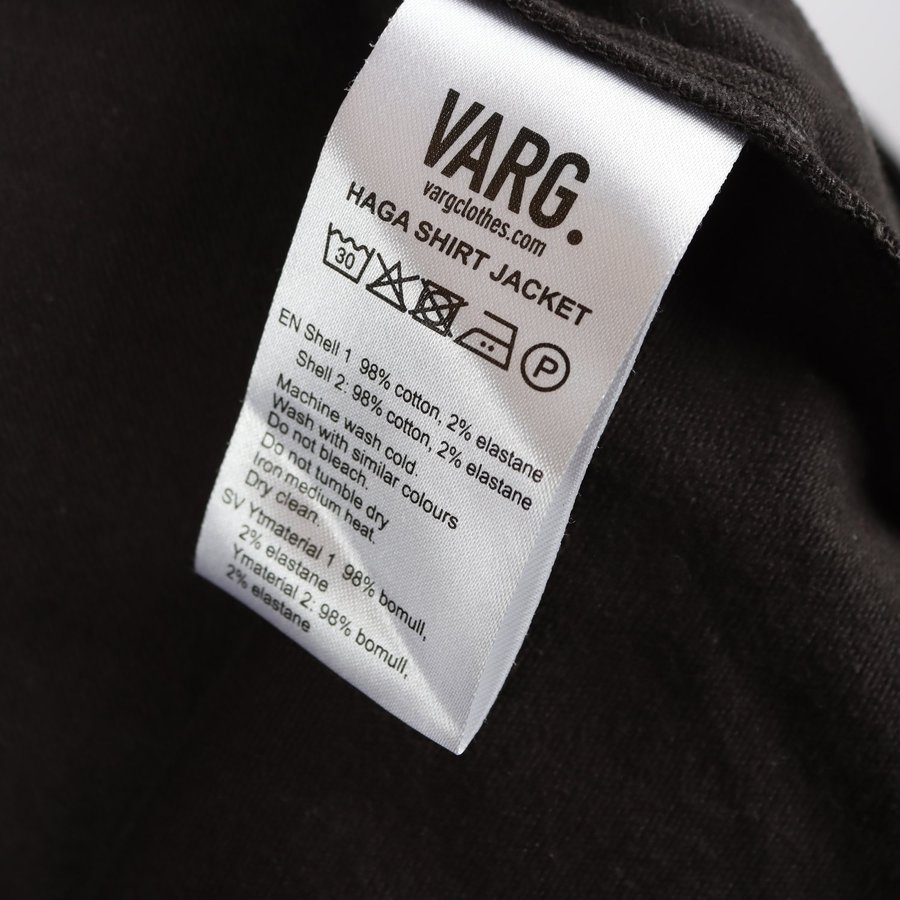 VARG.
vargclothes.com
HAGA SHIRT JACKET
30
P
EN Shell 1 98% cotton, 2% elastane
Shell 2: 98% cotton, 2% elastane
Machine wash cold.
Wash with similar colours
Do not bleach.
Do not tumble dry
Iron medium heat.
Dry clean.
SV Ytmaterial 1 98% bomull,
2% elastane
Ymaterial 2: 98% bomull,
2% elastane